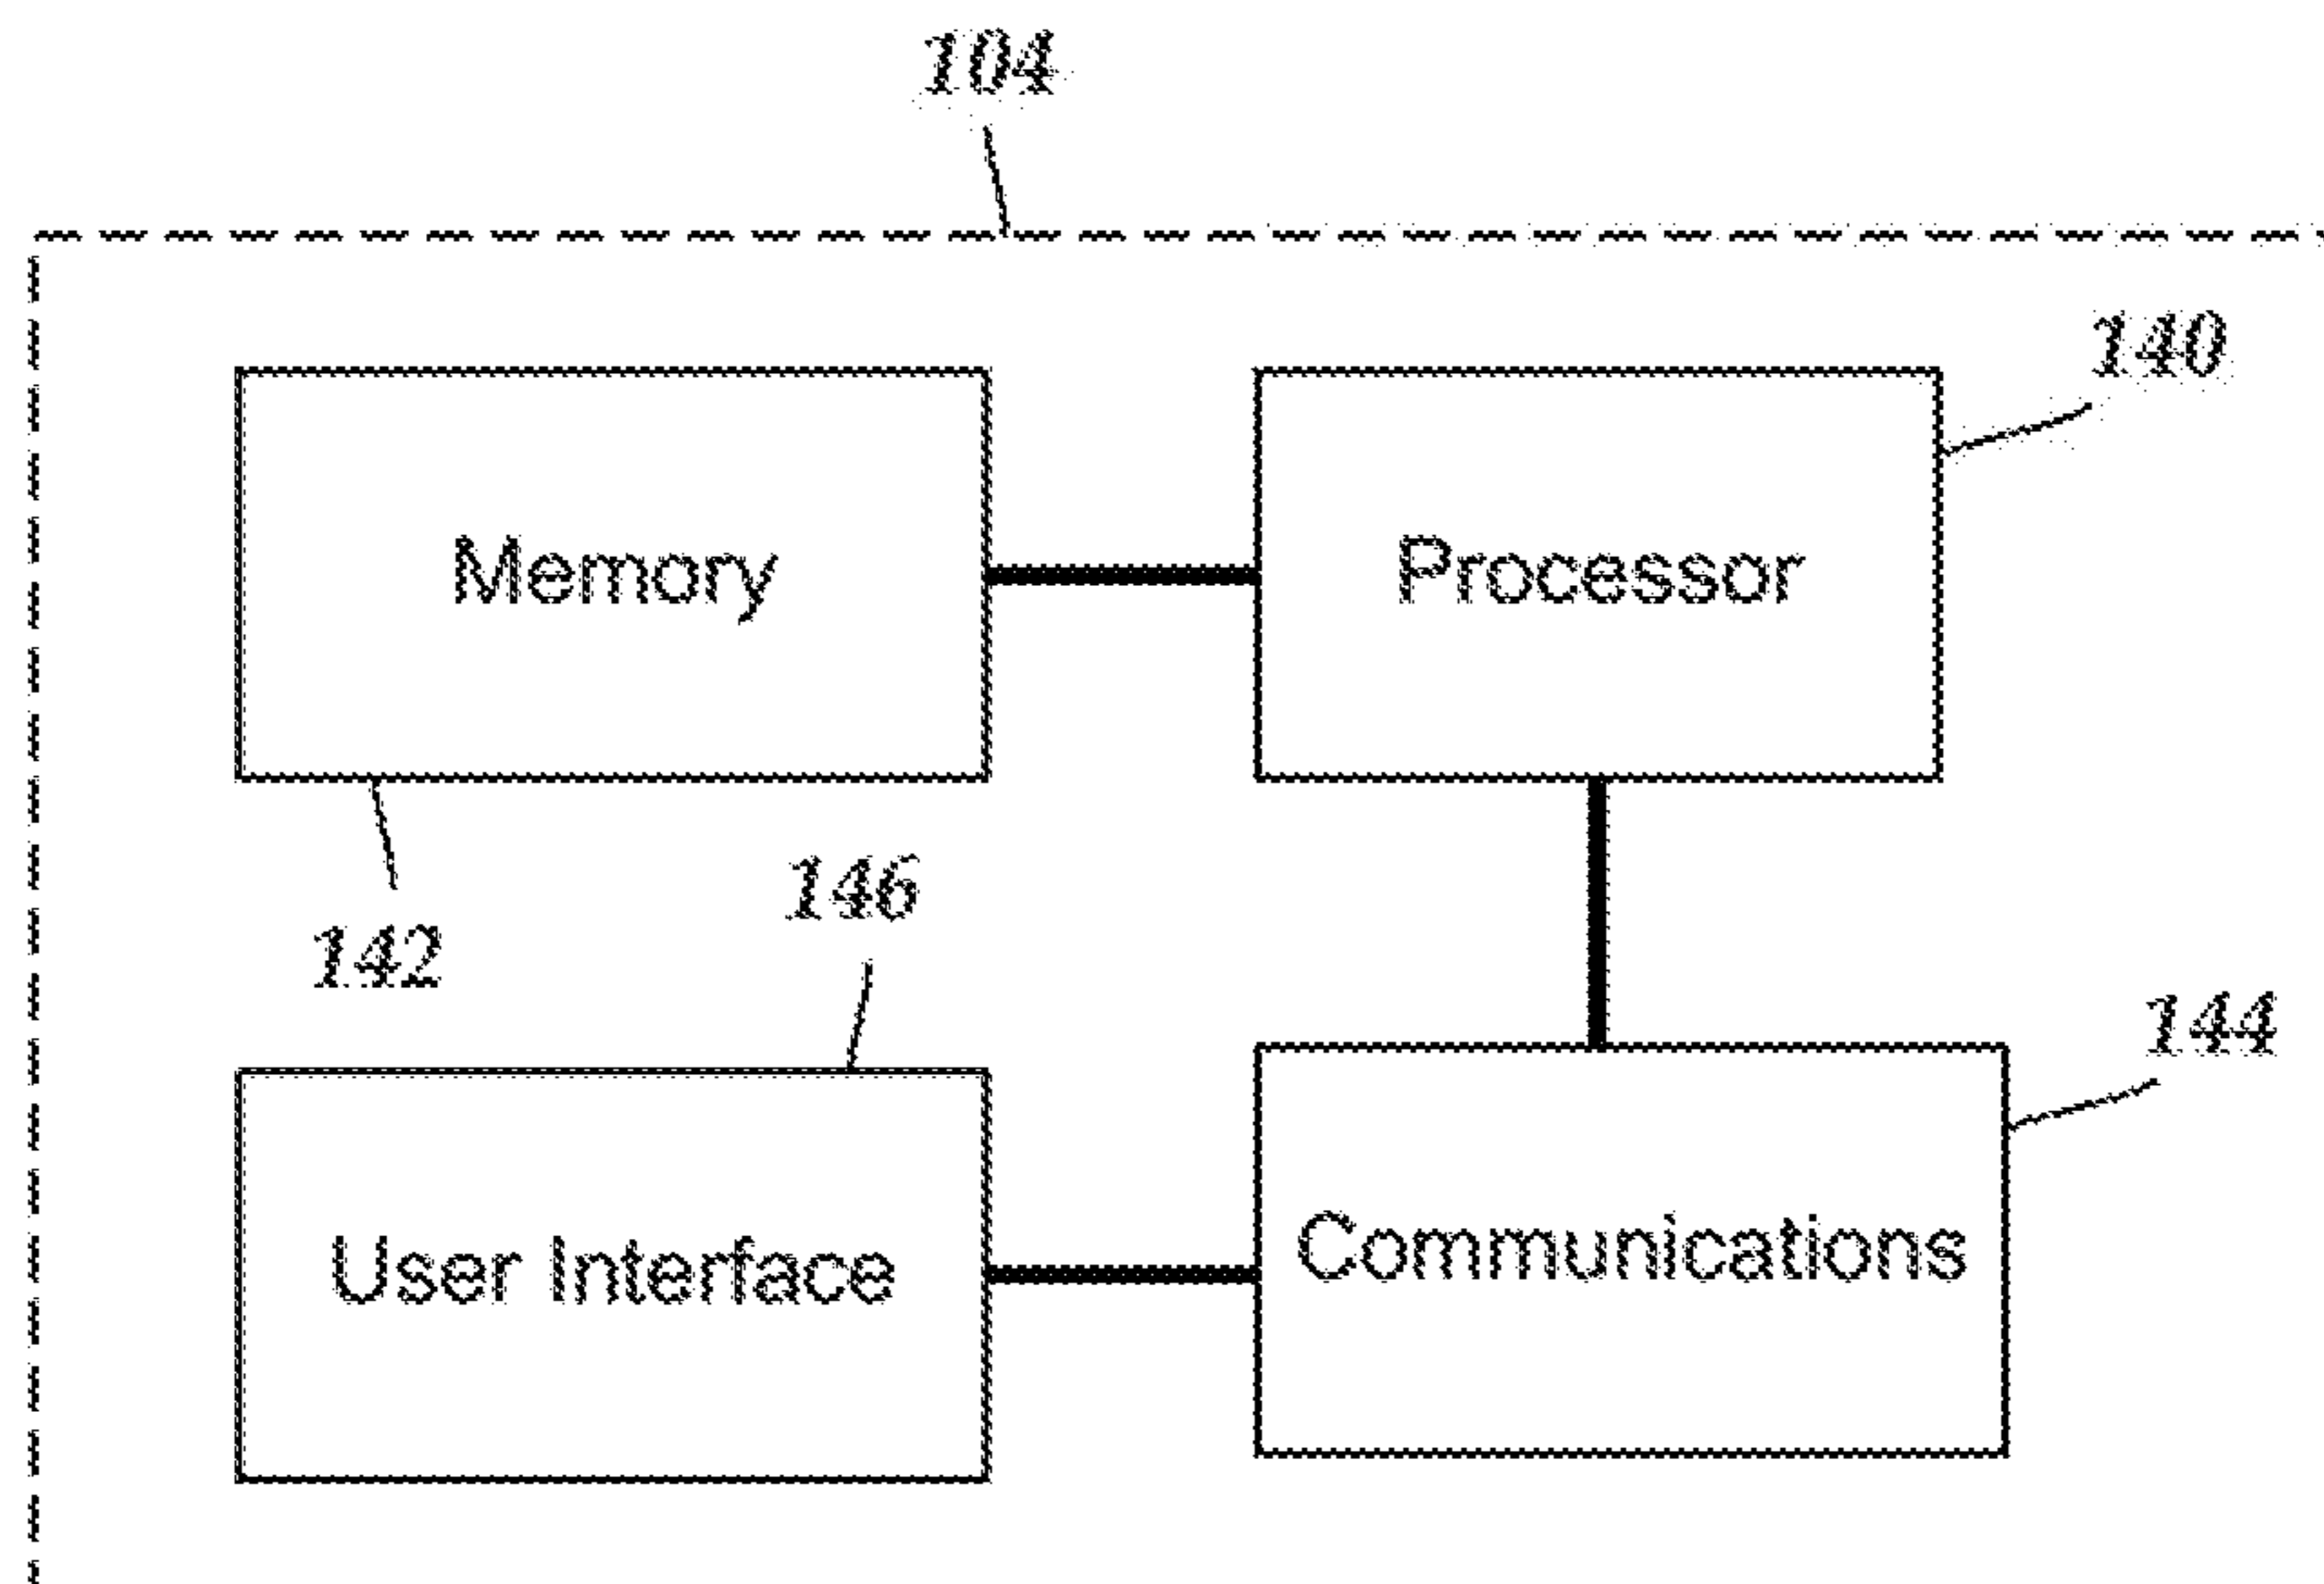 104
140
Memory
Processor
146
142
144
User Interface
Communications